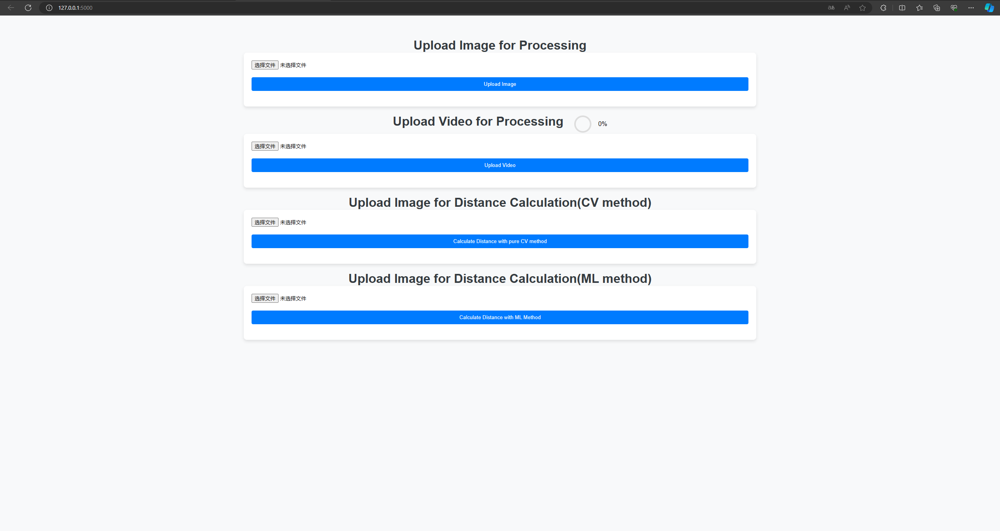 127.0.0.1:5000
Upload Image for Processing
选择文件 未选择文件
Upload Image
Upload Video for Processing 0%
选择文件 未选择文件
Upload Video
Upload Image for Distance Calculation(CV method)
选择文件 未选择文件
Calculate Distance with pure CV method
Upload Image for Distance Calculation(ML method)
选择文件 未选择文件
Calculate Distance with ML Method